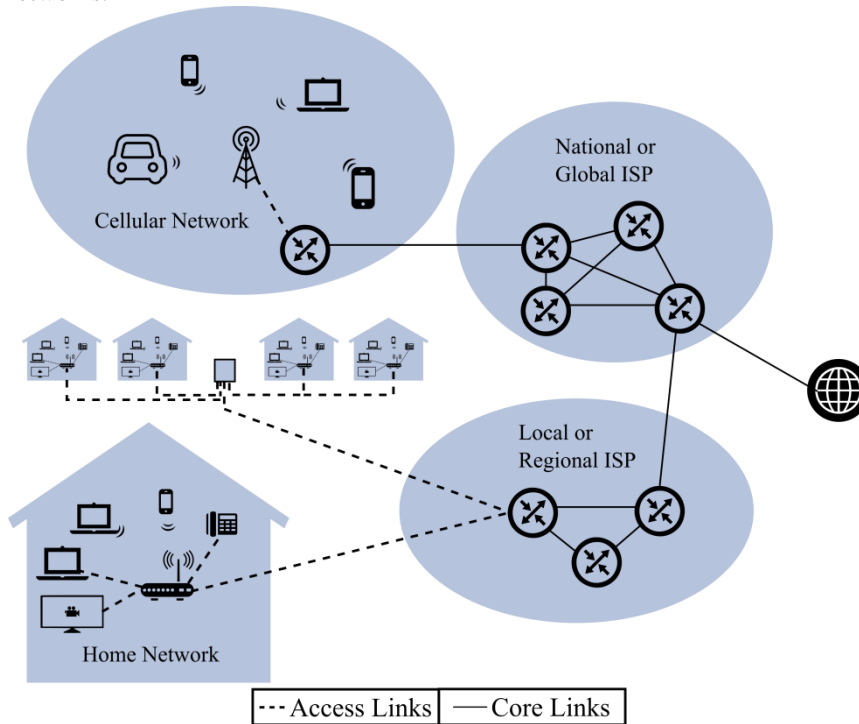 Cellular Network
National or
Global ISP
Local or
Regional ISP
Home Network
Access Links
Core Links